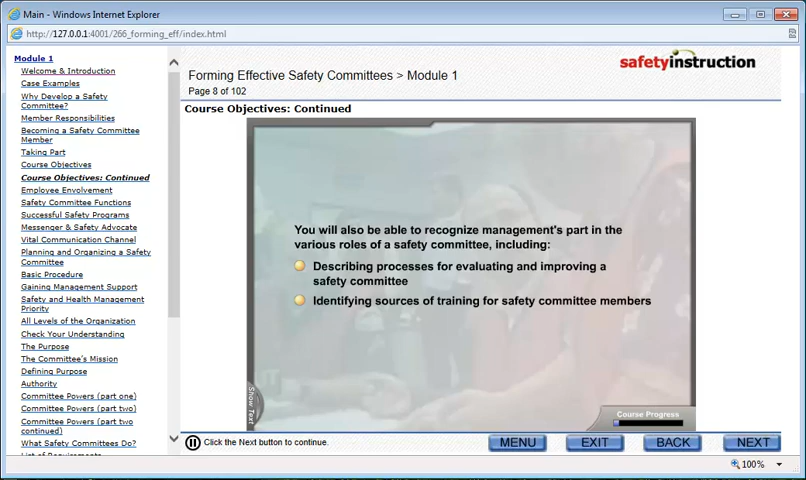 Main - Windows Internet Explorer
http://127.0.0.1:4001/266_forming_eff/index.html
Module 1
Welcome & Introduction
Case Examples
Why Develop a Safety
Committee?
Member Responsibilities
Becoming a Safety Committee
Member
Taking Part
Course Objectives
Course Objectives: Continued
Employee Envolvement
Safety Committee Functions
Successful Safety Programs
Messenger & Safety Advocate
Vital Communication Channel
Planning and Organizing a Safety
Committee
Basic Procedure
Gaining Management Support
Safety and Health Management
Priority
All Levels of the Organization
Check Your Understanding
The Purpose
The Committee's Mission
Defining Purpose
Authority
Committee Powers (part one)
Committee Powers (part two)
Committee Powers (part two
continued)
What Safety Committees Do?
List of Requirements
safetyinstruction
Forming Effective Safety Committees > Module 1
Page 8 of 102
Course Objectives: Continued
You will also be able to recognize management's part in the
various roles of a safety committee, including:
Describing processes for evaluating and improving a
safety committee
Identifying sources of training for safety committee members
Show Text
Course Progress
Click the Next button to continue.
MENU
EXIT
BACK
NEXT
100%